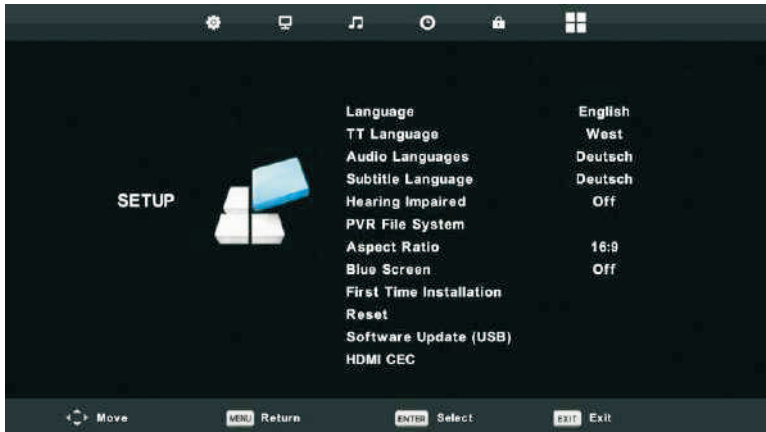 Language English
TT Language West
Audio Languages Deutsch
Subtitle Language Deutsch
SETUP Hearing Impaired Off
PVR File System
Aspect Ratio 16:9
Blue Screen Off
First Time Installation
Reset
Software Update (USB)
HDMI CEC
Move MENU Return ENTER Select EXIT Exit